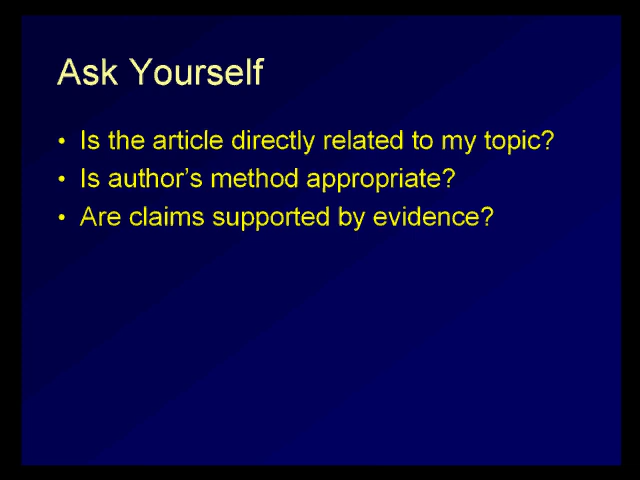 Ask Yourself
• Is the article directly related to my topic?
• Is author's method appropriate?
• Are claims supported by evidence?